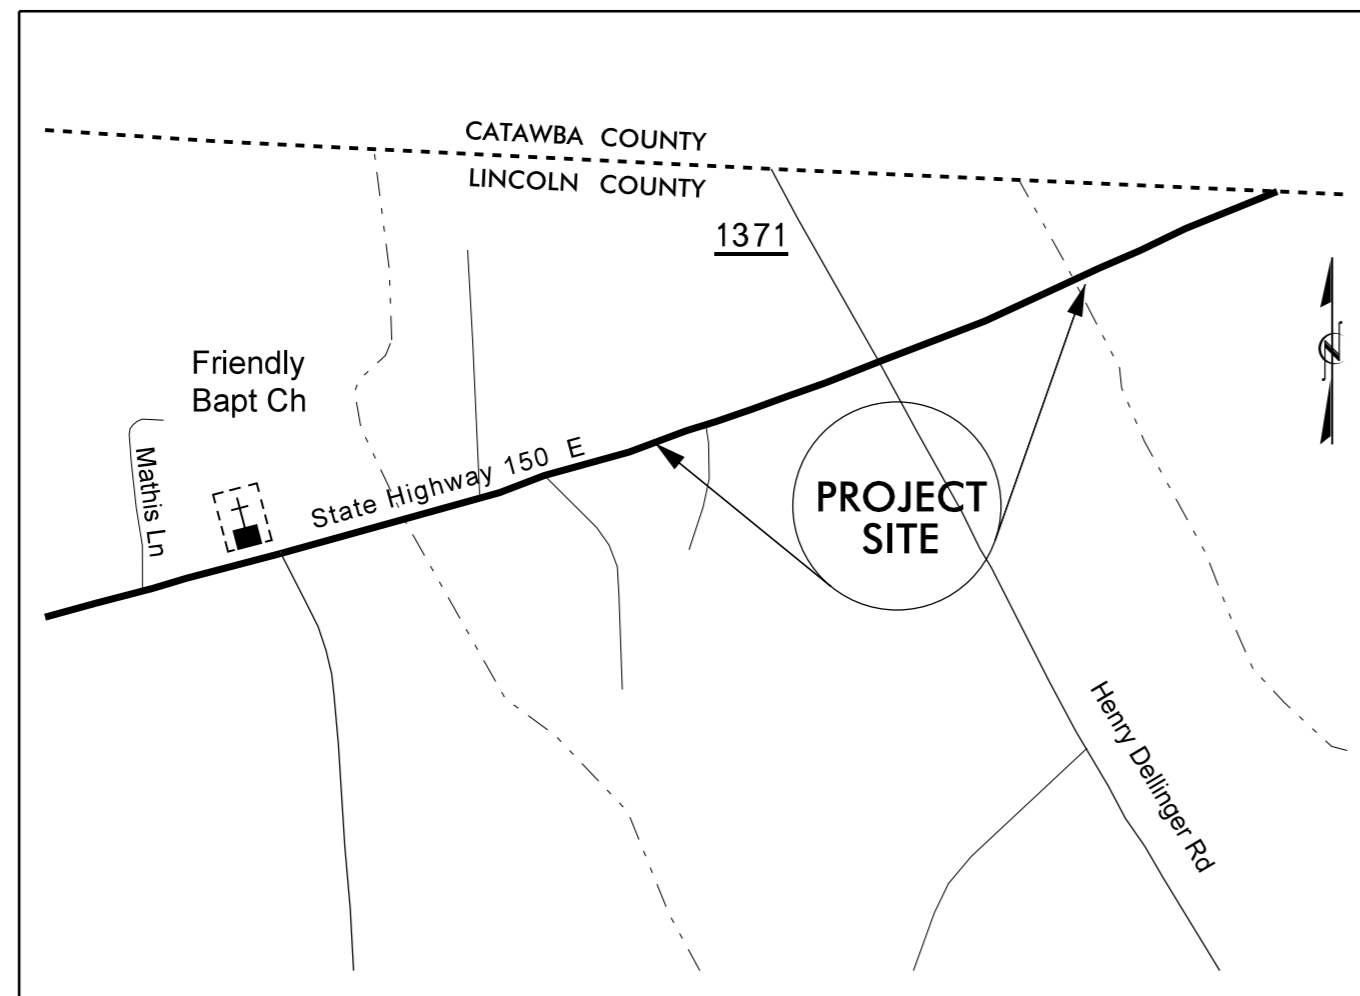 CATAWBA COUNTY
LINCOLN COUNTY
1371
Friendly
Bapt Ch
State Highway 150 E
Mathis Ln
PROJECT
SITE
Henry Dellinger Rd
N